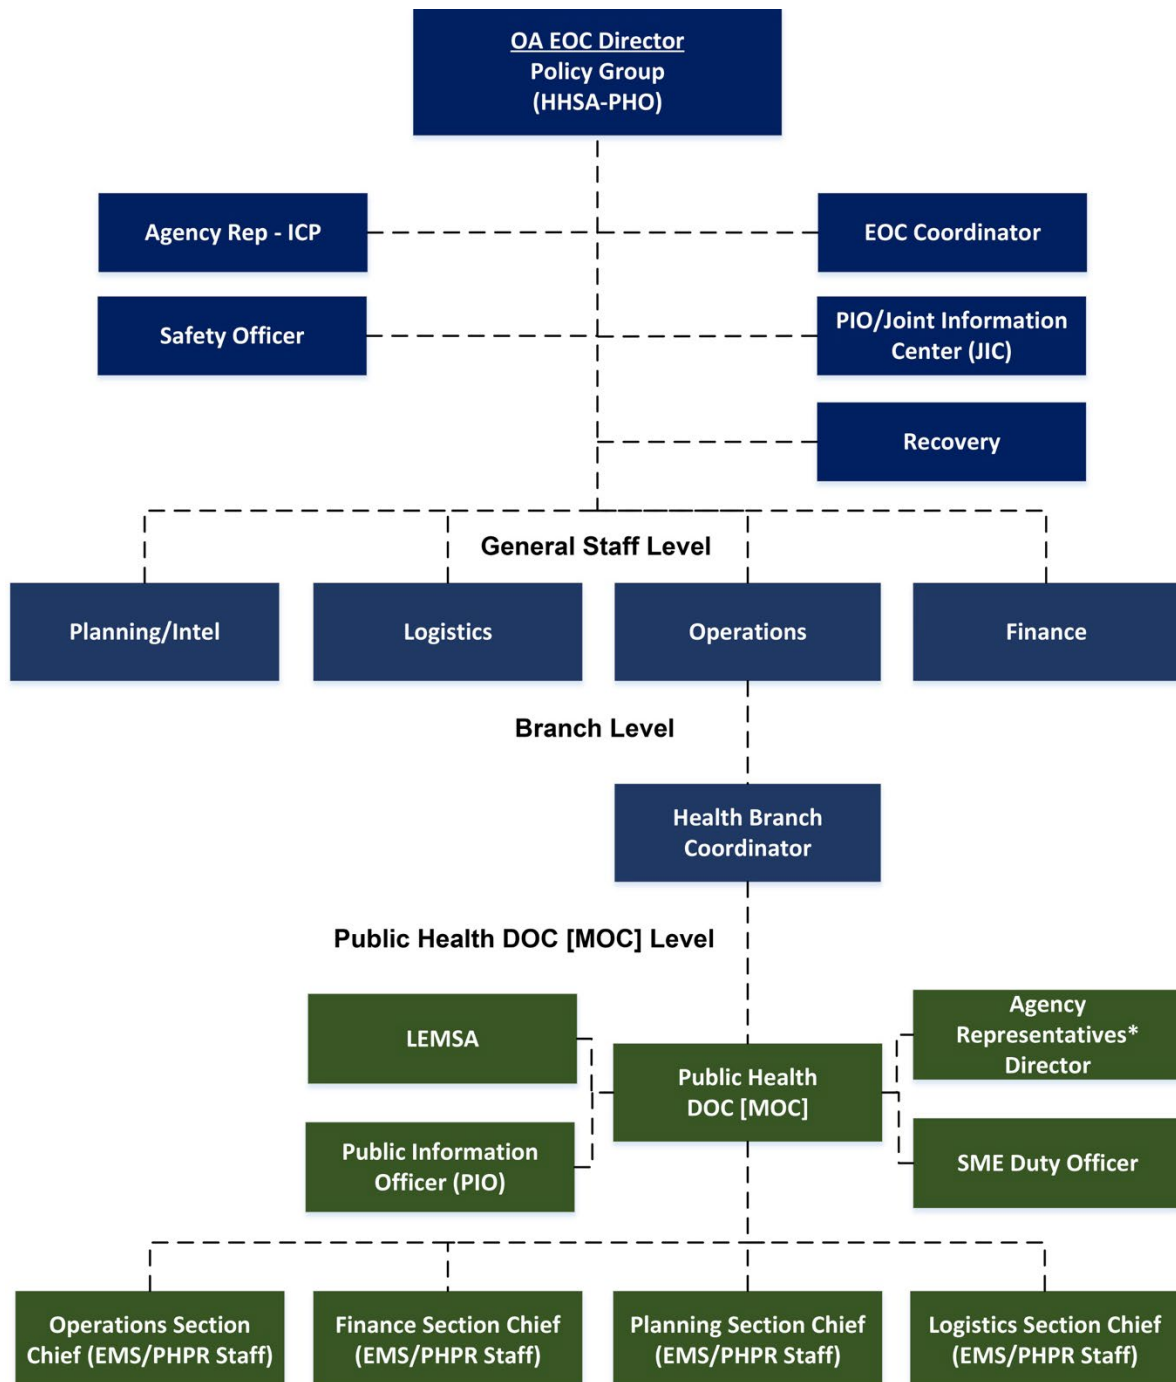 OA EOC Director
Policy Group
(HHSA-PHO)
Agency Rep - ICP
EOC Coordinator
Safety Officer
PIO/Joint Information
Center (JIC)
Recovery
General Staff Level
Planning/Intel
Logistics
Operations
Finance
Branch Level
Health Branch
Coordinator
Public Health DOC [MOC] Level
LEMSA
Agency
Representatives*
Director
Public Health
DOC [MOC]
Public Information
Officer (PIO)
SME Duty Officer
Operations Section
Chief (EMS/PHPR Staff)
Finance Section Chief
(EMS/PHPR Staff)
Planning Section Chief
(EMS/PHPR Staff)
Logistics Section Chief
(EMS/PHPR Staff)